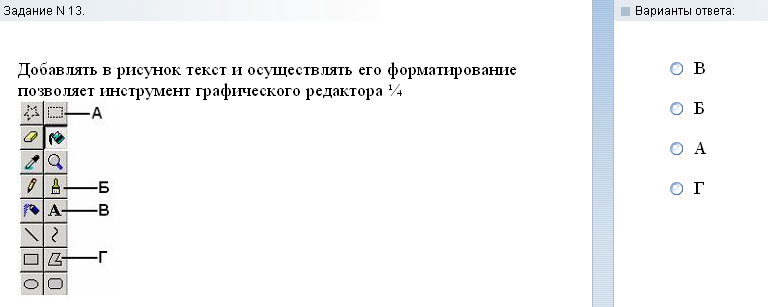 Задание N 13.
Добавлять в рисунок текст и осуществлять его форматирование
позволяет инструмент графического редактора ¼
А
Б
A
В
Г
Варианты ответа:
В
Б
А
Г